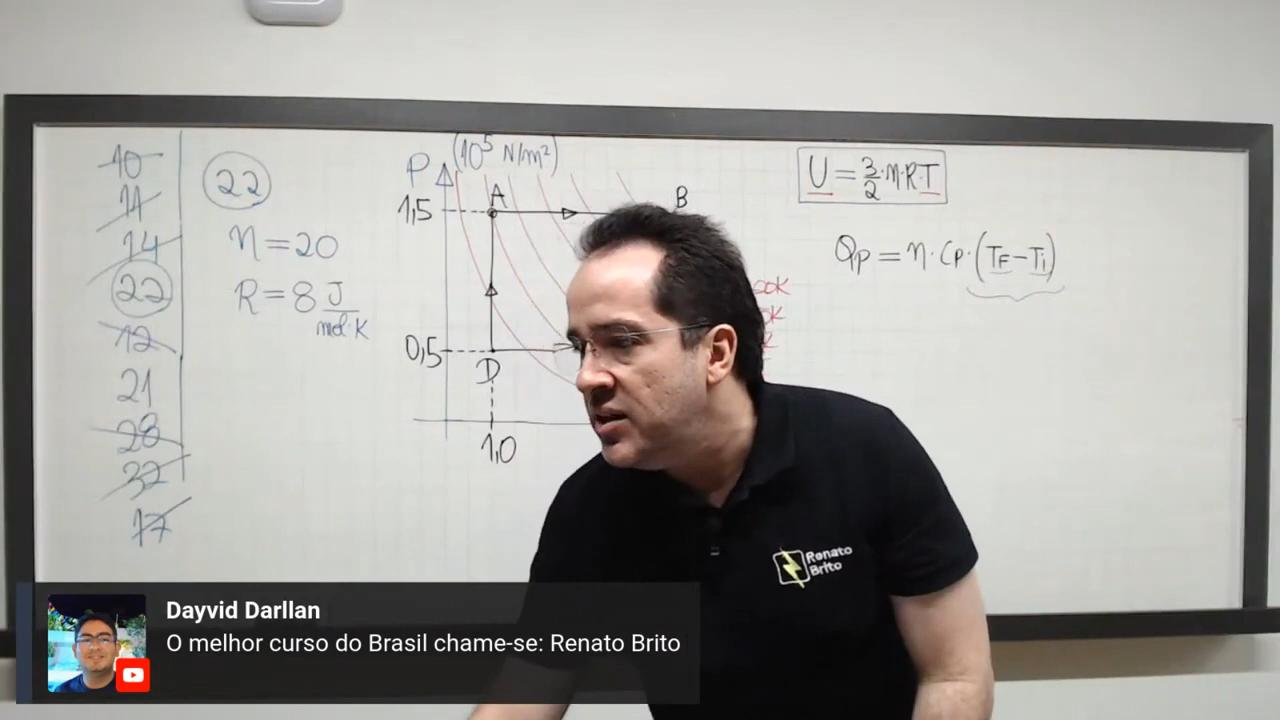 10
11
14
22
12
21
28
32
17
22
n = 20
R = 8 J/mol·K
P (10⁵ N/m²)
A
B
1,5
0,5
D
1,0
00K
0K
K
U = 3/2·n·R·T
Qp = n·Cp·(TF - Ti)
Renato
Brito
Dayvid Darllan
O melhor curso do Brasil chame-se: Renato Brito